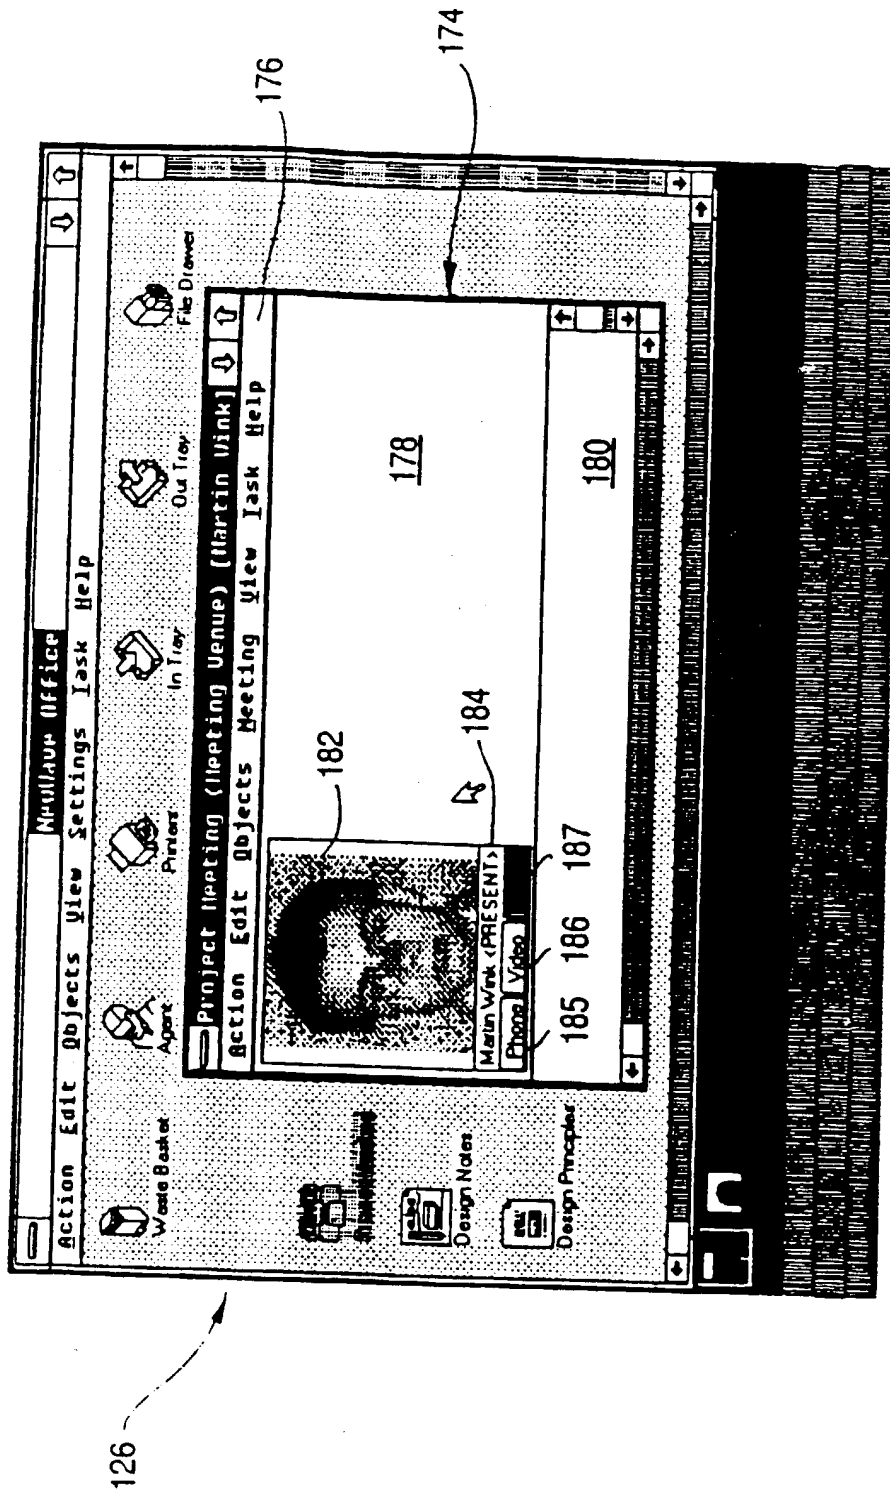 NewWave Office
Action Edit Objects View Settings Task Help
Waste Basket
Agent
Printers
In Tray
Out Tray
File Drawer
Project Meeting (Meeting Venue) (Martin Wink)
Action Edit Objects Meeting View Task Help
176
174
182
178
184
Martin Wink <PRESENT>
Phone Video
185 186 187
180
Design Notes
Design Principles
126